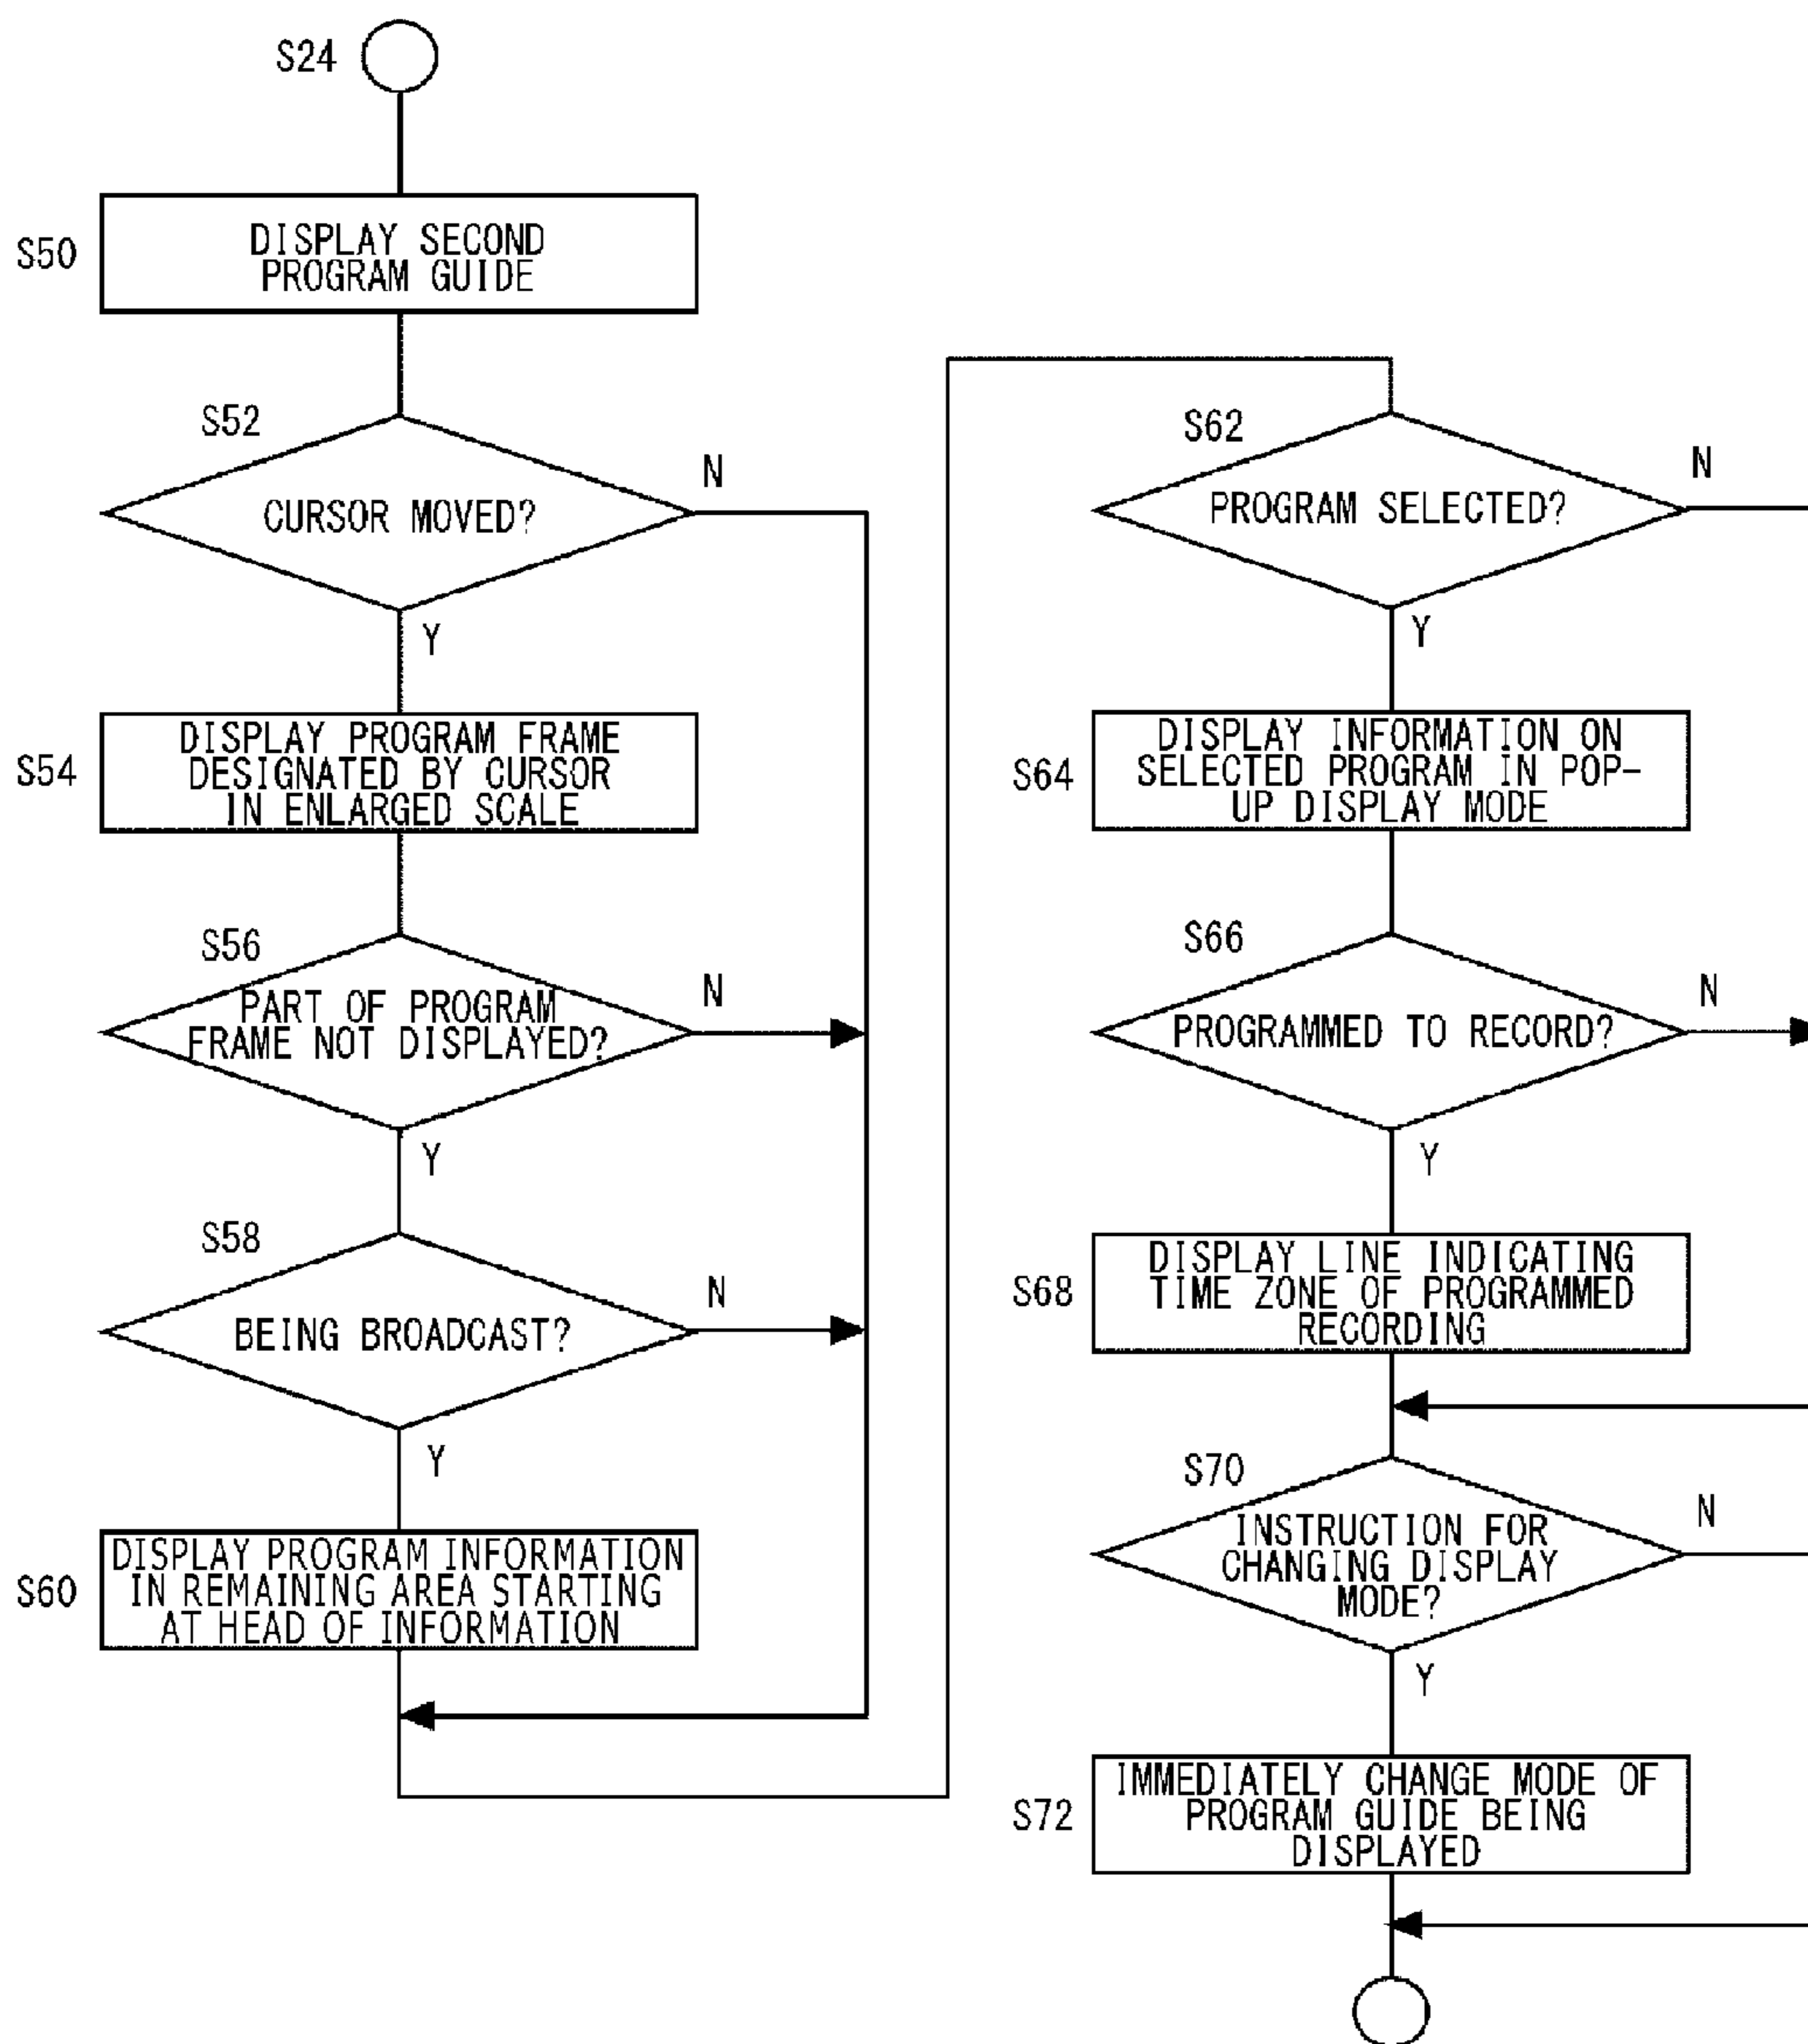 S24
S50
DISPLAY SECOND
PROGRAM GUIDE
S52
CURSOR MOVED?
N
Y
S54
DISPLAY PROGRAM FRAME
DESIGNATED BY CURSOR
IN ENLARGED SCALE
S56
PART OF PROGRAM
FRAME NOT DISPLAYED?
N
Y
S58
BEING BROADCAST?
N
Y
S60
DISPLAY PROGRAM INFORMATION
IN REMAINING AREA STARTING
AT HEAD OF INFORMATION
S62
PROGRAM SELECTED?
N
Y
S64
DISPLAY INFORMATION ON
SELECTED PROGRAM IN POP-
UP DISPLAY MODE
S66
PROGRAMMED TO RECORD?
N
Y
S68
DISPLAY LINE INDICATING
TIME ZONE OF PROGRAMMED
RECORDING
S70
INSTRUCTION FOR
CHANGING DISPLAY
MODE?
N
Y
S72
IMMEDIATELY CHANGE MODE OF
PROGRAM GUIDE BEING
DISPLAYED